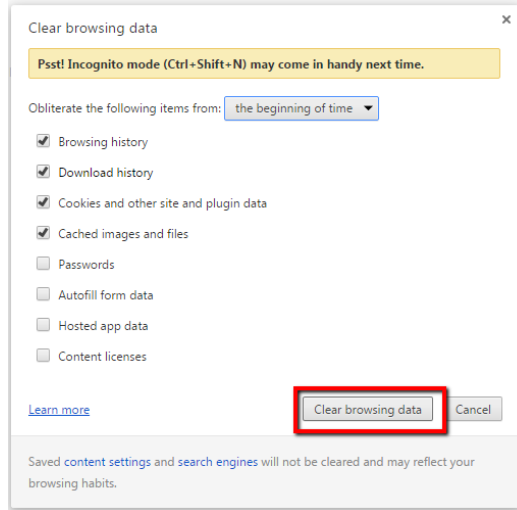 Clear browsing data
Psst! Incognito mode (Ctrl+Shift+N) may come in handy next time.
Obliterate the following items from: the beginning of time
Browsing history
Download history
Cookies and other site and plugin data
Cached images and files
Passwords
Autofill form data
Hosted app data
Content licenses
Learn more Clear browsing data Cancel
Saved content settings and search engines will not be cleared and may reflect your
browsing habits.